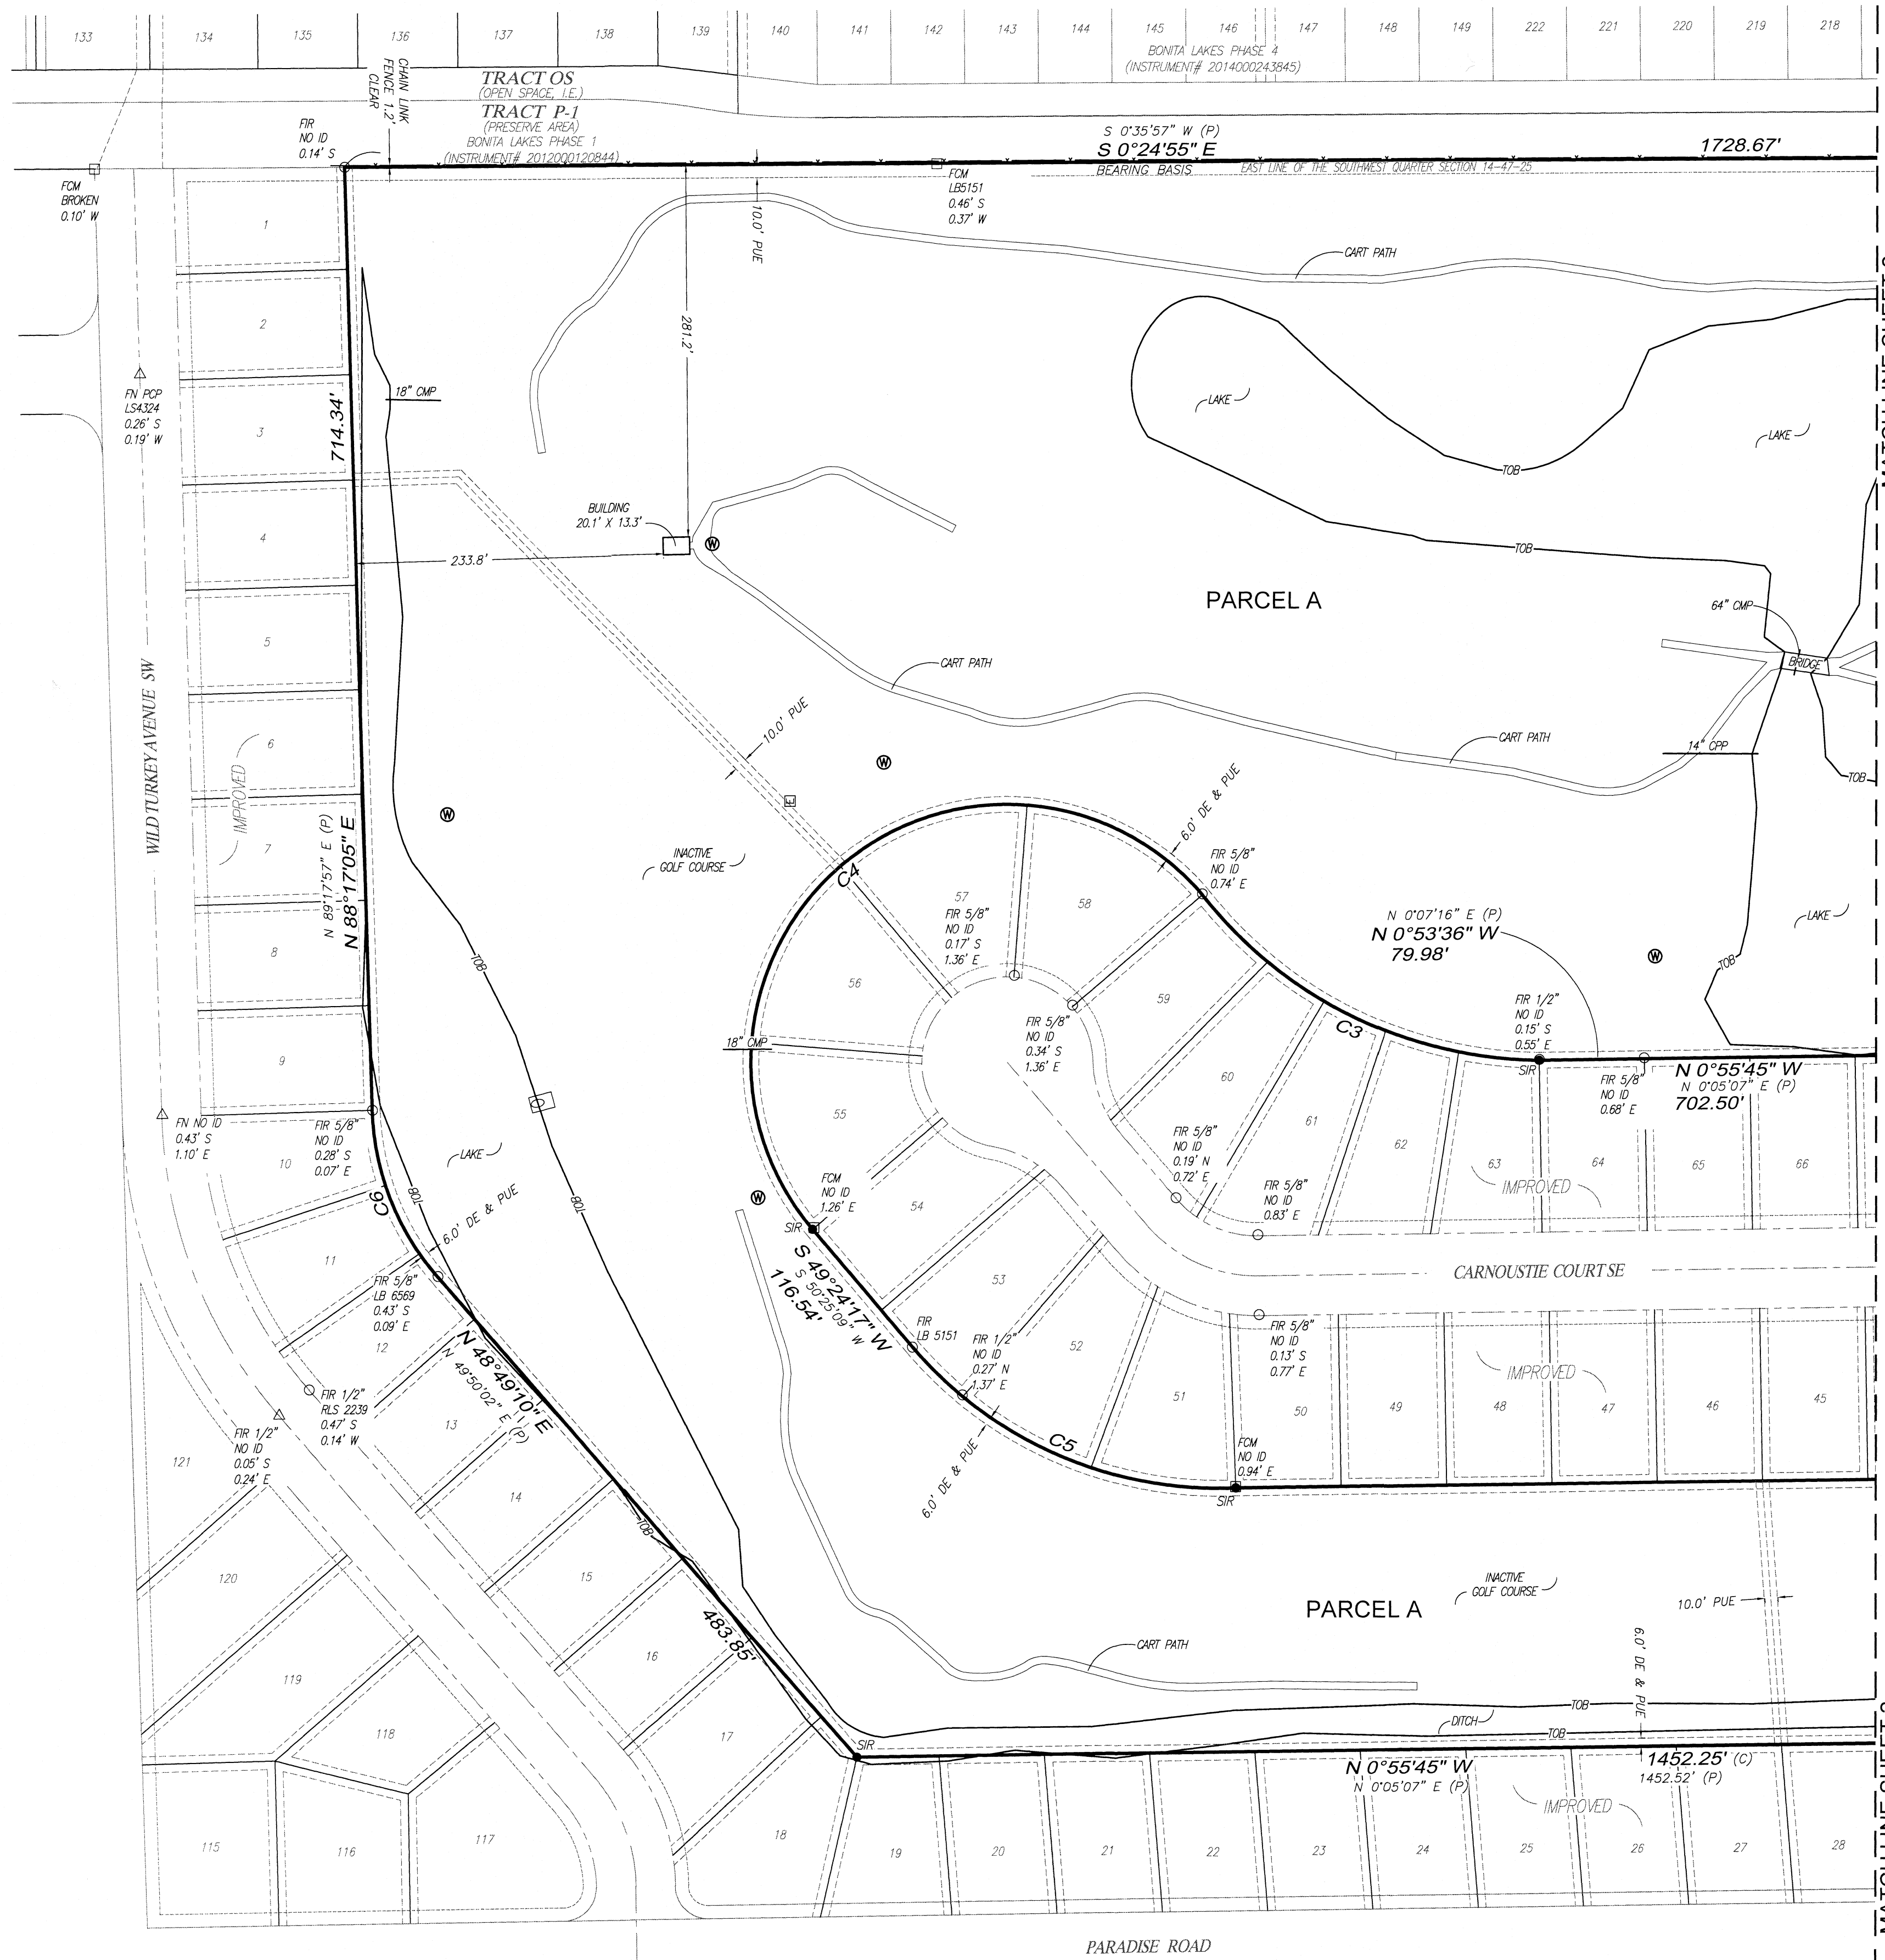 133
134
135
136
137
138
139
140
141
142
143
144
145
146
147
148
149
222
221
220
219
218
BONITA LAKES PHASE 4
(INSTRUMENT# 2014000243845)
CHAIN LINK
FENCE 1.2'
CLEAR
TRACT OS
(OPEN SPACE, I.E.)
TRACT P-1
(PRESERVE AREA)
BONITA LAKES PHASE 1
(INSTRUMENT# 2012000120844)
FIR
NO ID
0.14' S
S 0°35'57" W (P)
S 0°24'55" E
1728.67'
BEARING BASIS
EAST LINE OF THE SOUTHWEST QUARTER SECTION 14-47-25
FCM
BROKEN
0.10' W
FCM
LB5151
0.46' S
0.37' W
10.0' PUE
281.2'
CART PATH
1
2
3
4
5
6
7
8
9
10
11
12
13
14
15
16
17
18
FN PCP
LS4324
0.26' S
0.19' W
18" CMP
714.34'
LAKE
LAKE
TOB
TOB
MATCH LINE SHEET
BUILDING
20.1' X 13.3'
W
233.8'
PARCEL A
64" CMP
BRIDGE
CART PATH
WILD TURKEY AVENUE SW
IMPROVED
10.0' PUE
W
E
W
CART PATH
14" CPP
TOB
N 89°17'57" E (P)
N 88°17'05" E
INACTIVE
GOLF COURSE
C4
6.0' DE & PUE
FIR 5/8"
NO ID
0.74' E
57
FIR 5/8"
NO ID
0.17' S
1.36' E
58
N 0°07'16" E (P)
N 0°53'36" W
79.98'
LAKE
W
TOB
TOB
56
59
FIR 5/8"
NO ID
0.34' S
1.36' E
C3
FIR 1/2"
NO ID
0.15' S
0.55' E
SIR
FIR 5/8"
NO ID
0.68' E
N 0°55'45" W
N 0°05'07" E (P)
702.50'
18" CMP
55
60
61
62
63
64
65
66
IMPROVED
FN NO ID
0.43' S
1.10' E
FIR 5/8"
NO ID
0.28' S
0.07' E
LAKE
TOB
TOB
C6
6.0' DE & PUE
W
FCM
NO ID
1.26' E
SIR
54
FIR 5/8"
NO ID
0.19' N
0.72' E
FIR 5/8"
NO ID
0.83' E
S 49°24'17" W
S 50°25'09" W
116.54'
53
CARNOUSTIE COURT SE
FIR 5/8"
LB 6569
0.43' S
0.09' E
FIR
LB 5151
FIR 1/2"
NO ID
0.27' N
1.37' E
52
FIR 5/8"
NO ID
0.13' S
0.77' E
IMPROVED
51
50
49
48
47
46
45
N 48°49'10" E
N 49°50'02" E (P)
FIR 1/2"
RLS 2239
0.47' S
0.14' W
FIR 1/2"
NO ID
0.05' S
0.24' E
C5
6.0' DE & PUE
FCM
NO ID
0.94' E
SIR
121
120
119
118
TOB
483.85'
INACTIVE
GOLF COURSE
PARCEL A
10.0' PUE
6.0' DE & PUE
CART PATH
TOB
DITCH
TOB
SIR
N 0°55'45" W
N 0°05'07" E (P)
1452.25' (C)
1452.52' (P)
IMPROVED
MATCH LINE SHEET
115
116
117
19
20
21
22
23
24
25
26
27
28
PARADISE ROAD